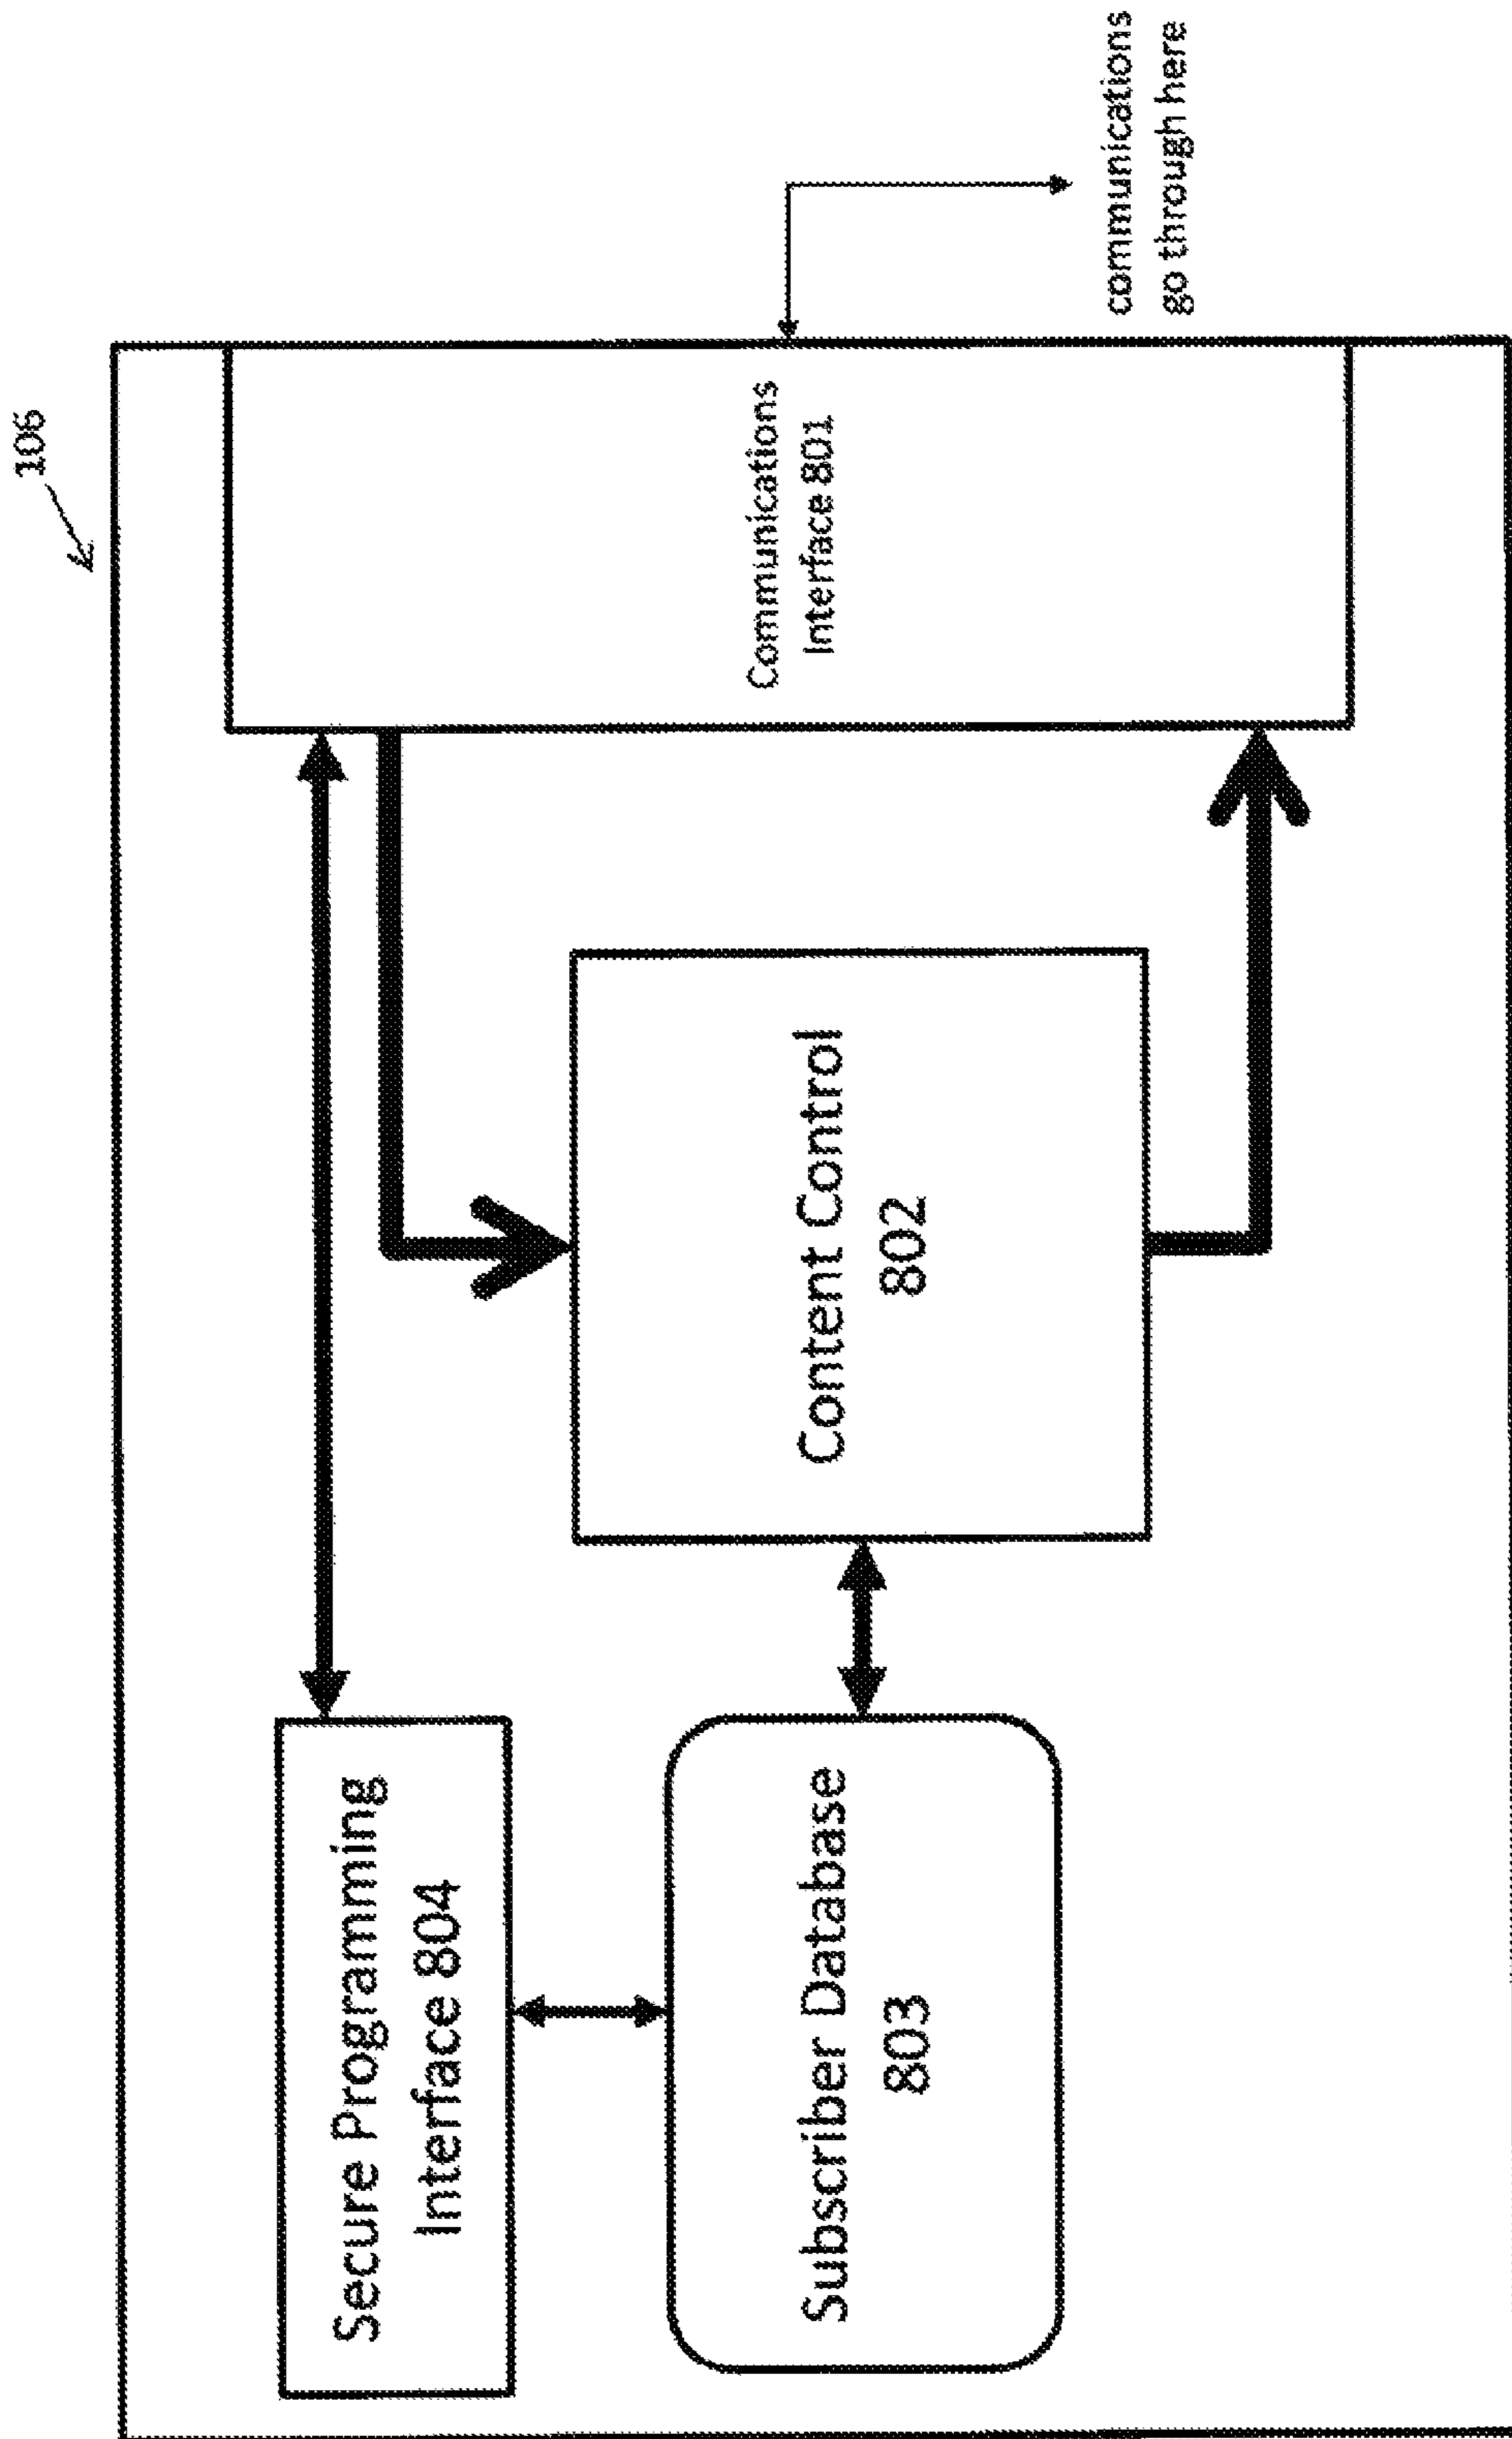 106
Secure Programming
Interface 804
Subscriber Database
803
Content Control
802
Communications
Interface 801
communications
go through here